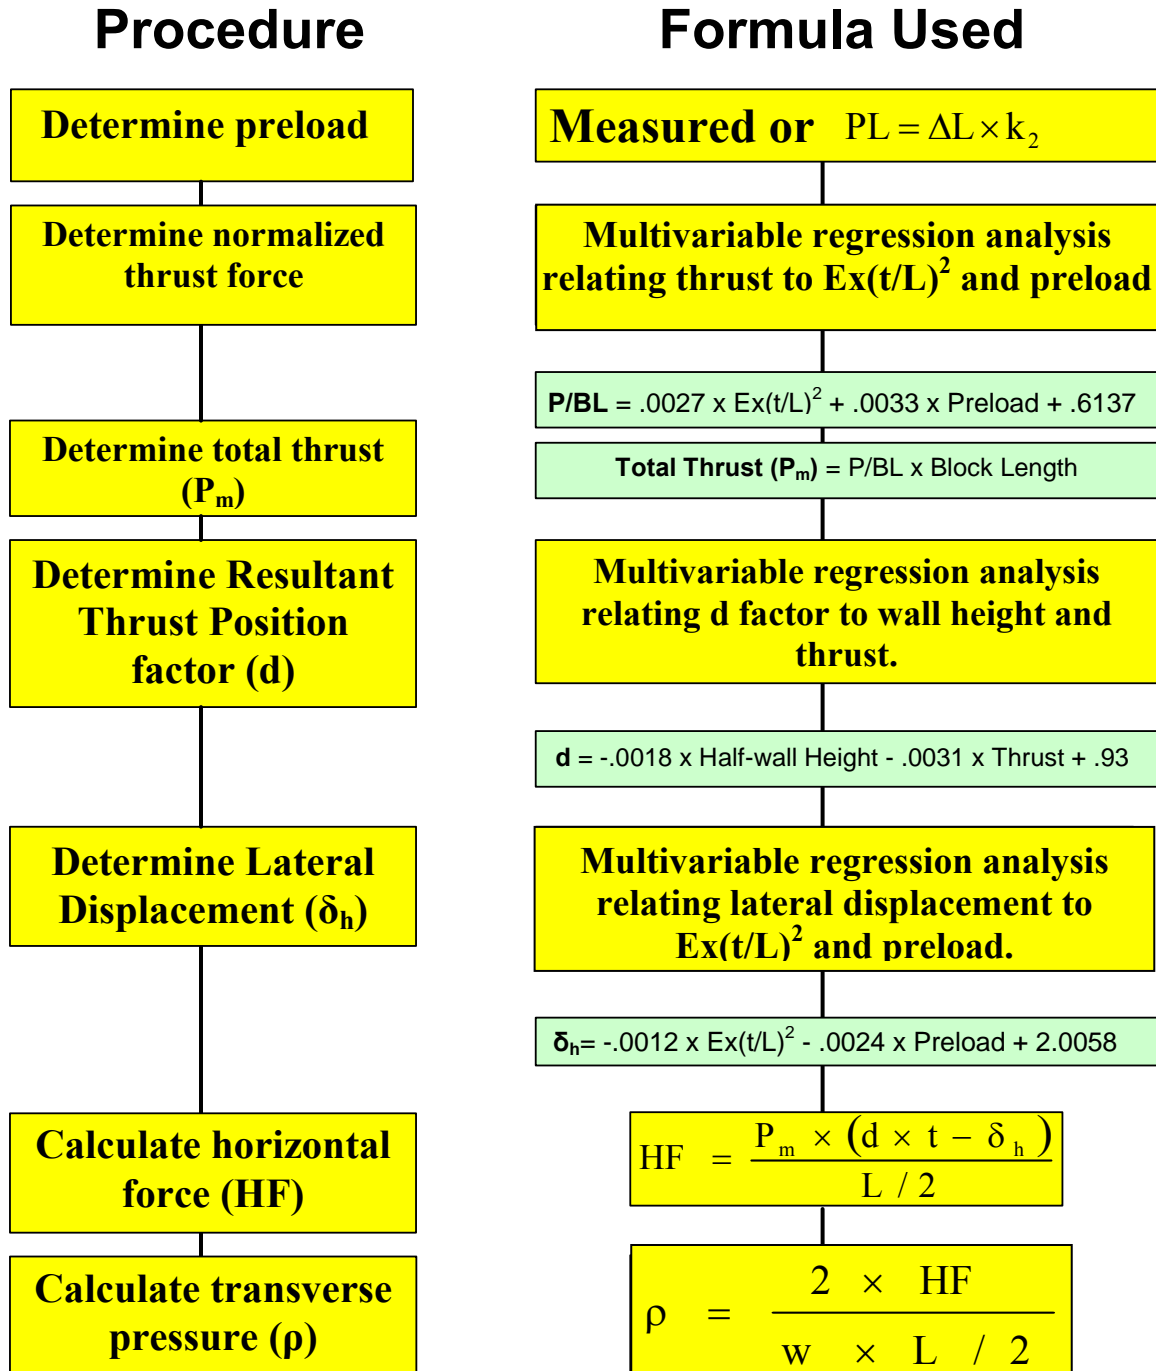 Procedure
Formula Used
Determine preload
Measured or PL = ΔL × k₂
Determine normalized
thrust force
Multivariable regression analysis
relating thrust to Ex(t/L)² and preload
P/BL = .0027 x Ex(t/L)² + .0033 x Preload + .6137
Determine total thrust
(Pₘ)
Total Thrust (Pₘ) = P/BL x Block Length
Determine Resultant
Thrust Position
factor (d)
Multivariable regression analysis
relating d factor to wall height and
thrust.
d = -.0018 x Half-wall Height - .0031 x Thrust + .93
Determine Lateral
Displacement (δₕ)
Multivariable regression analysis
relating lateral displacement to
Ex(t/L)² and preload.
δₕ= -.0012 x Ex(t/L)² - .0024 x Preload + 2.0058
Calculate horizontal
force (HF)
HF = Pₘ × (d × t − δₕ)
L / 2
Calculate transverse
pressure (ρ)
ρ = 2 × HF
w × L / 2